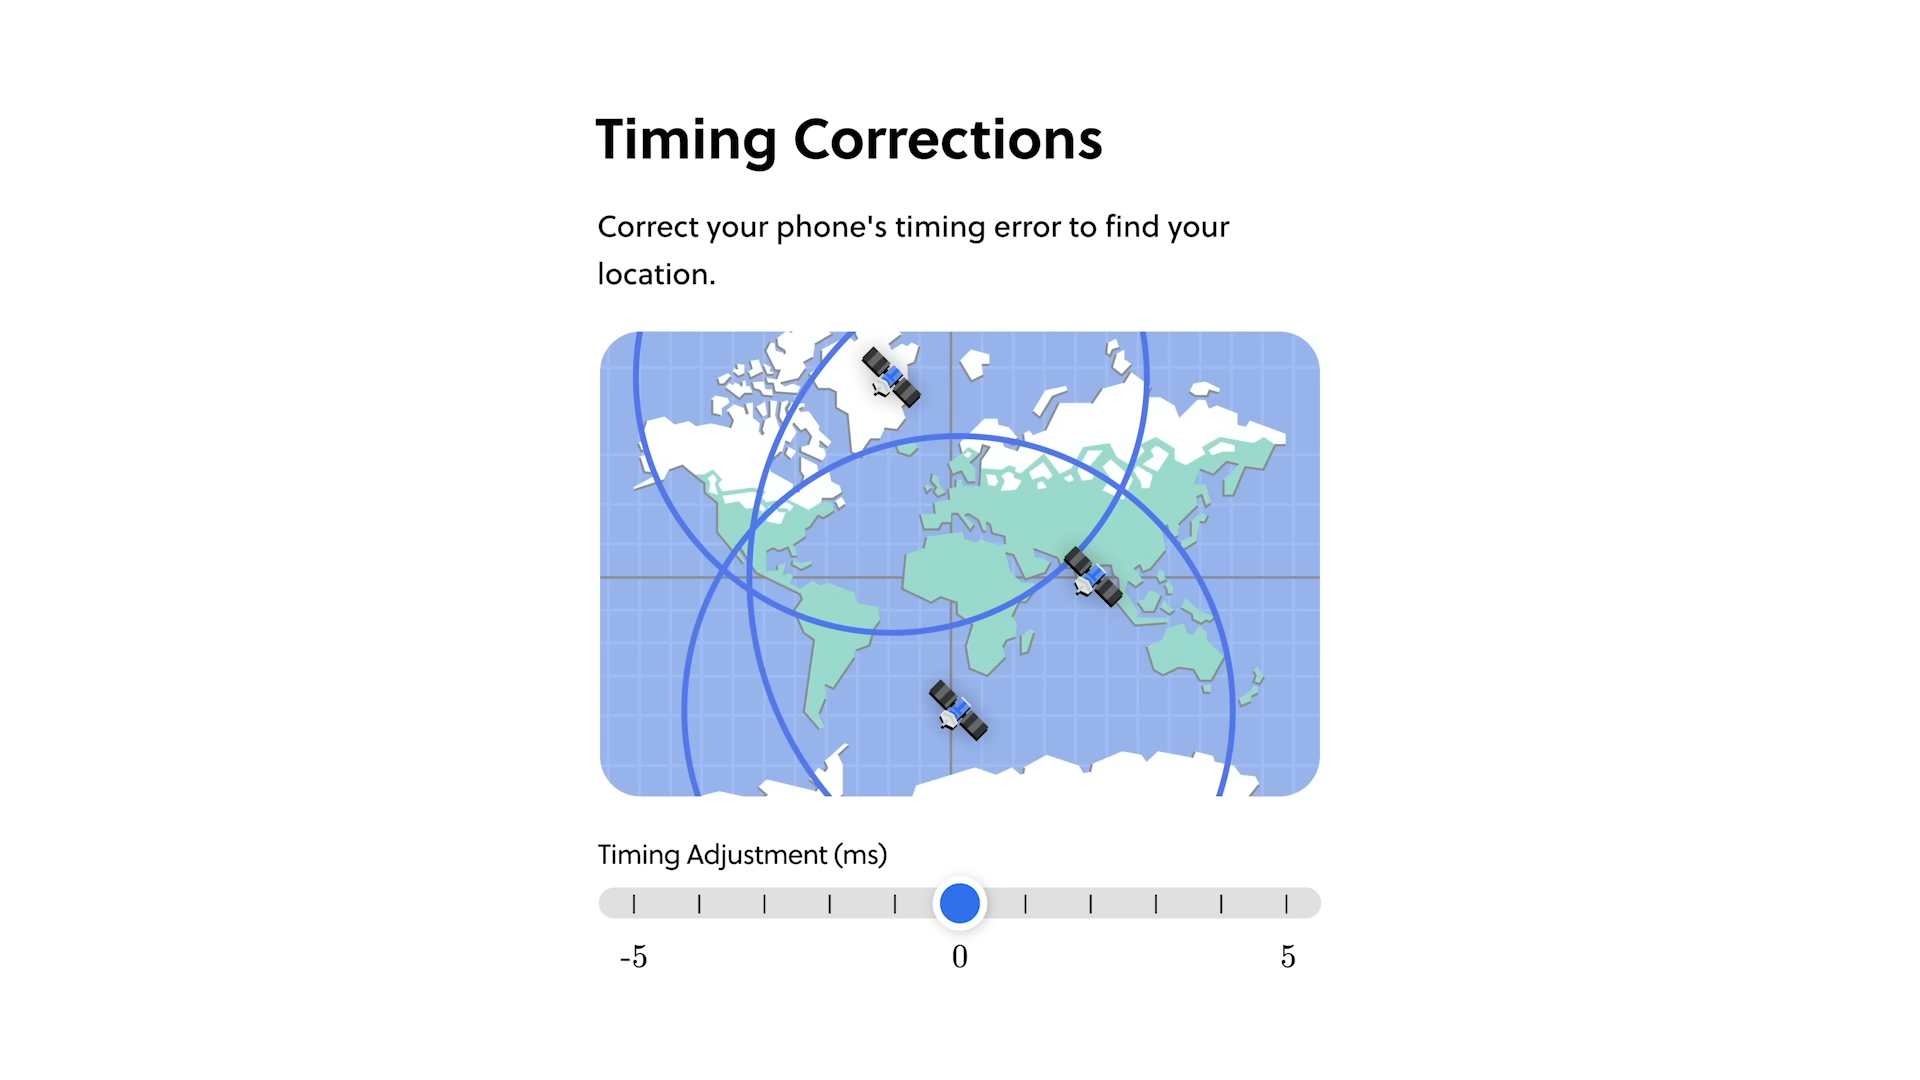 Timing Corrections
Correct your phone's timing error to find your
location.
Timing Adjustment (ms)
-5 0 5